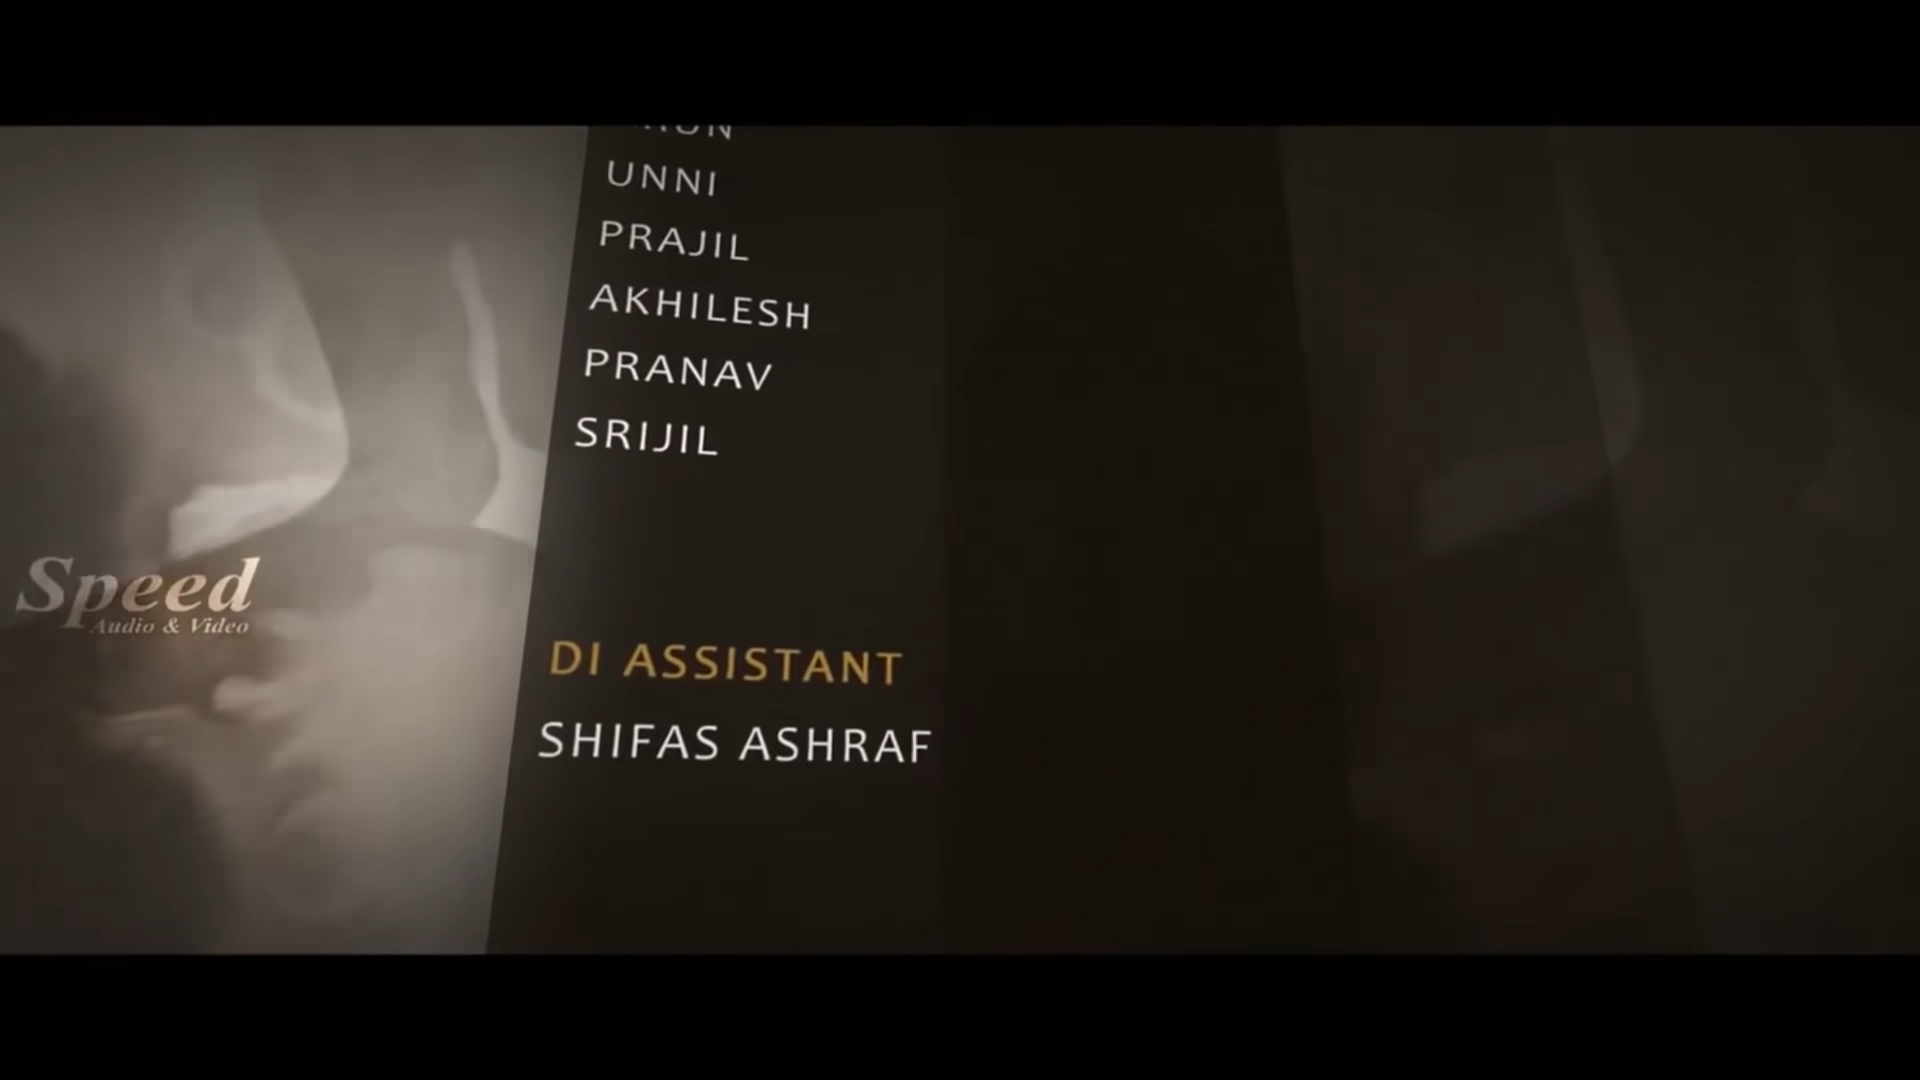 UNNI
PRAJIL
AKHILESH
PRANAV
SRIJIL
Speed
Audio & Video
DI ASSISTANT
SHIFAS ASHRAF